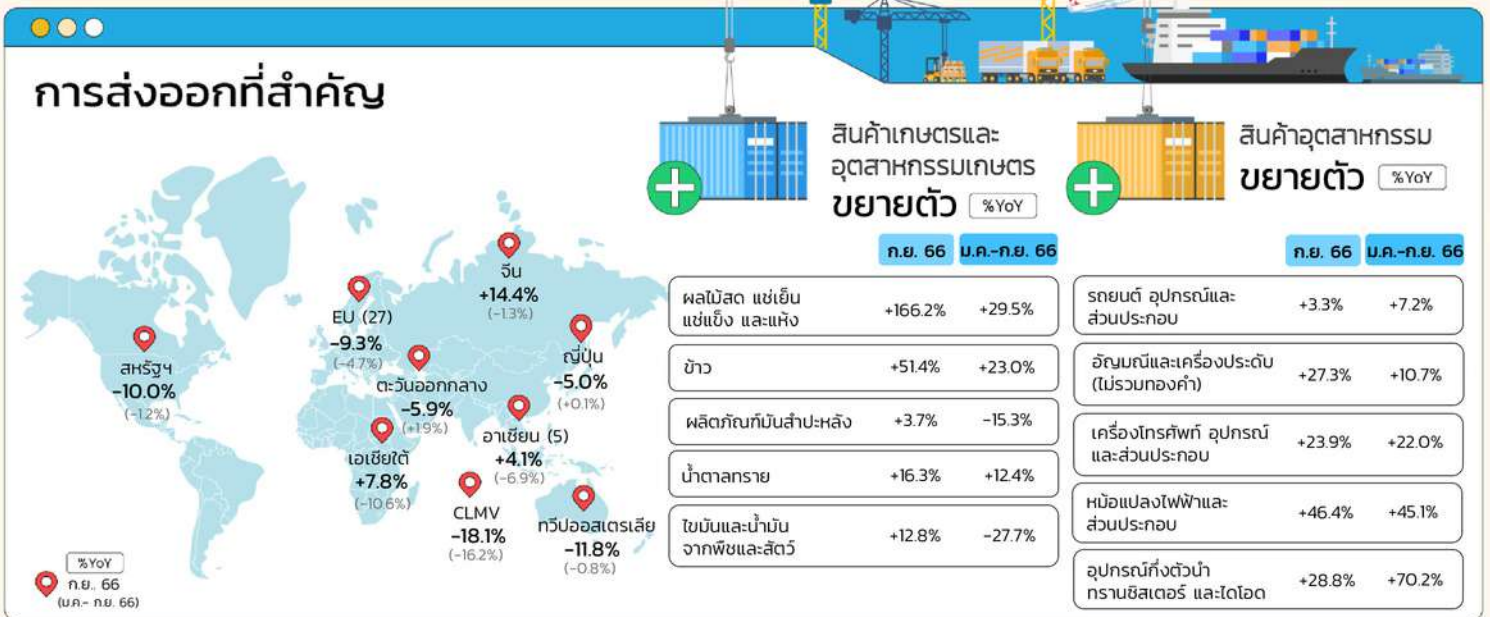 การส่งออกที่สำคัญ
จีน
+14.4%
(-1.3%)
EU (27)
-9.3%
(-4.7%)
ญี่ปุ่น
-5.0%
(+0.1%)
สหรัฐฯ
-10.0%
(-1.2%)
ตะวันออกกลาง
-5.9%
(+1.9%)
อาเซียน (5)
+4.1%
(-6.9%)
เอเชียใต้
+7.8%
(-10.6%)
CLMV
-18.1%
(-16.2%)
ทวีปออสเตรเลีย
-11.8%
(-0.8%)
%YoY
ก.ย.. 66
(ม.ค.- ก.ย. 66)
สินค้าเกษตรและ
อุตสาหกรรมเกษตร
ขยายตัว %YoY
ก.ย. 66 ม.ค.-ก.ย. 66
ผลไม้สด แช่เย็น
แช่แข็ง และแห้ง
+166.2% +29.5%
ข้าว +51.4% +23.0%
ผลิตภัณฑ์มันสำปะหลัง +3.7% -15.3%
น้ำตาลทราย +16.3% +12.4%
ไขมันและน้ำมัน
จากพืชและสัตว์
+12.8% -27.7%
สินค้าอุตสาหกรรม
ขยายตัว %YoY
ก.ย. 66 ม.ค.-ก.ย. 66
รถยนต์ อุปกรณ์และ
ส่วนประกอบ
+3.3% +7.2%
อัญมณีและเครื่องประดับ
(ไม่รวมทองคำ)
+27.3% +10.7%
เครื่องโทรศัพท์ อุปกรณ์
และส่วนประกอบ
+23.9% +22.0%
หม้อแปลงไฟฟ้าและ
ส่วนประกอบ
+46.4% +45.1%
อุปกรณ์กึ่งตัวนำ
ทรานซิสเตอร์ และไดโอด
+28.8% +70.2%